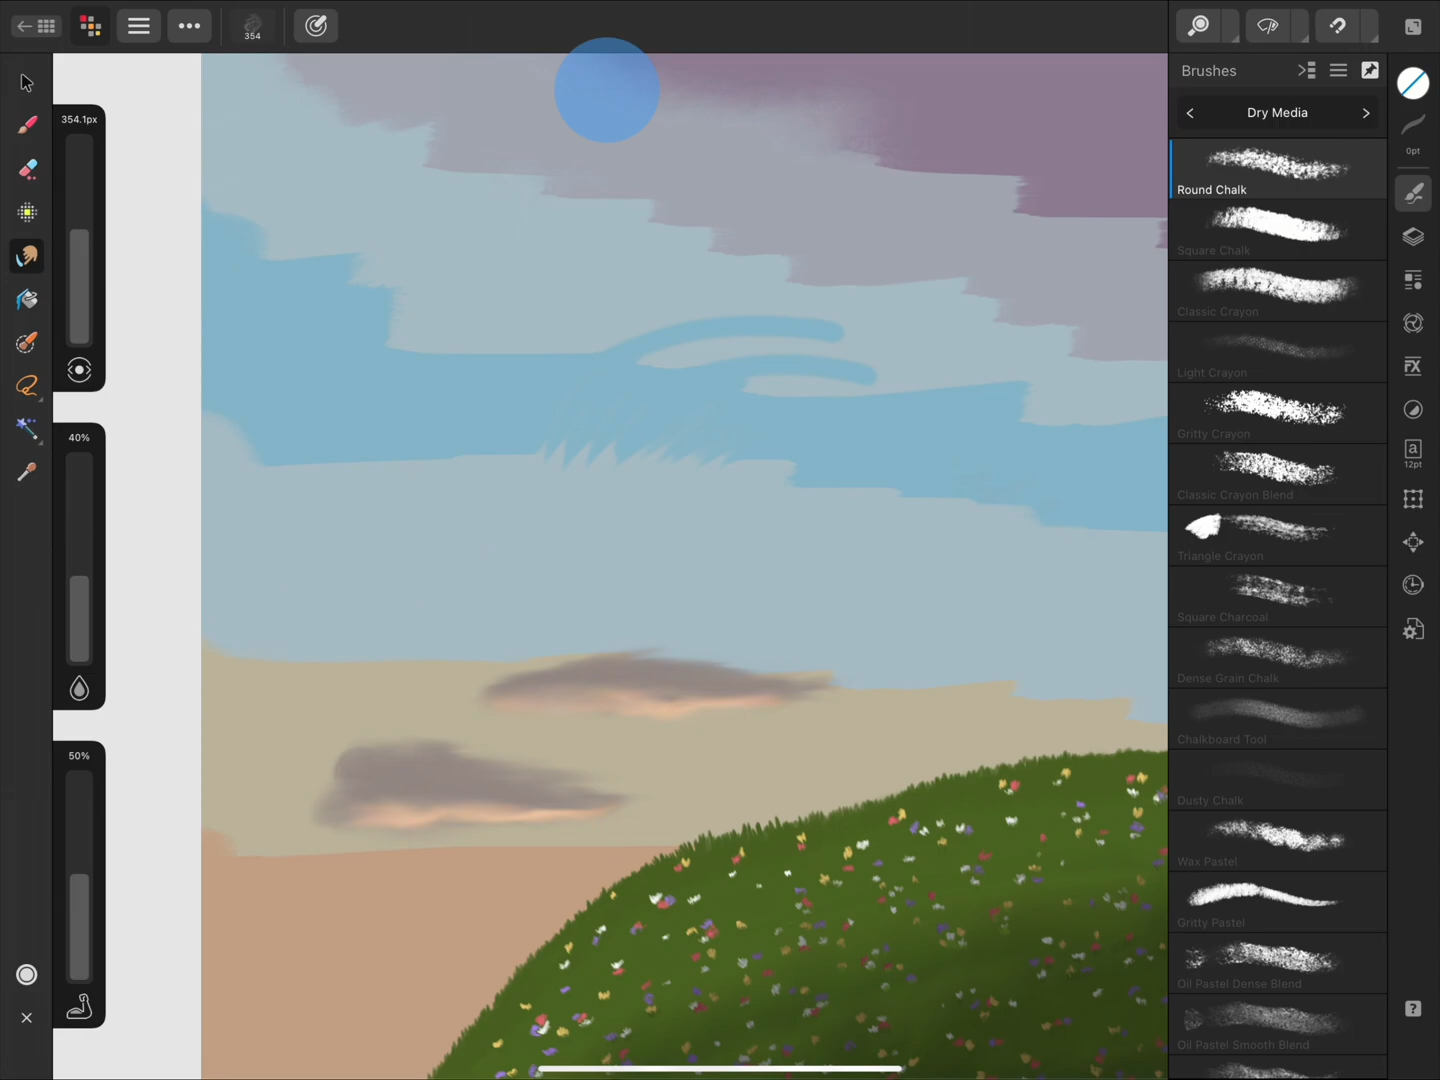 354
Brushes
Dry Media
354.1px
Round Chalk
0pt
Square Chalk
Classic Crayon
Light Crayon
FX
Gritty Crayon
40%
a
12pt
Classic Crayon Blend
Triangle Crayon
Square Charcoal
Dense Grain Chalk
Chalkboard Tool
50%
Dusty Chalk
Wax Pastel
Gritty Pastel
Oil Pastel Dense Blend
?
Oil Pastel Smooth Blend